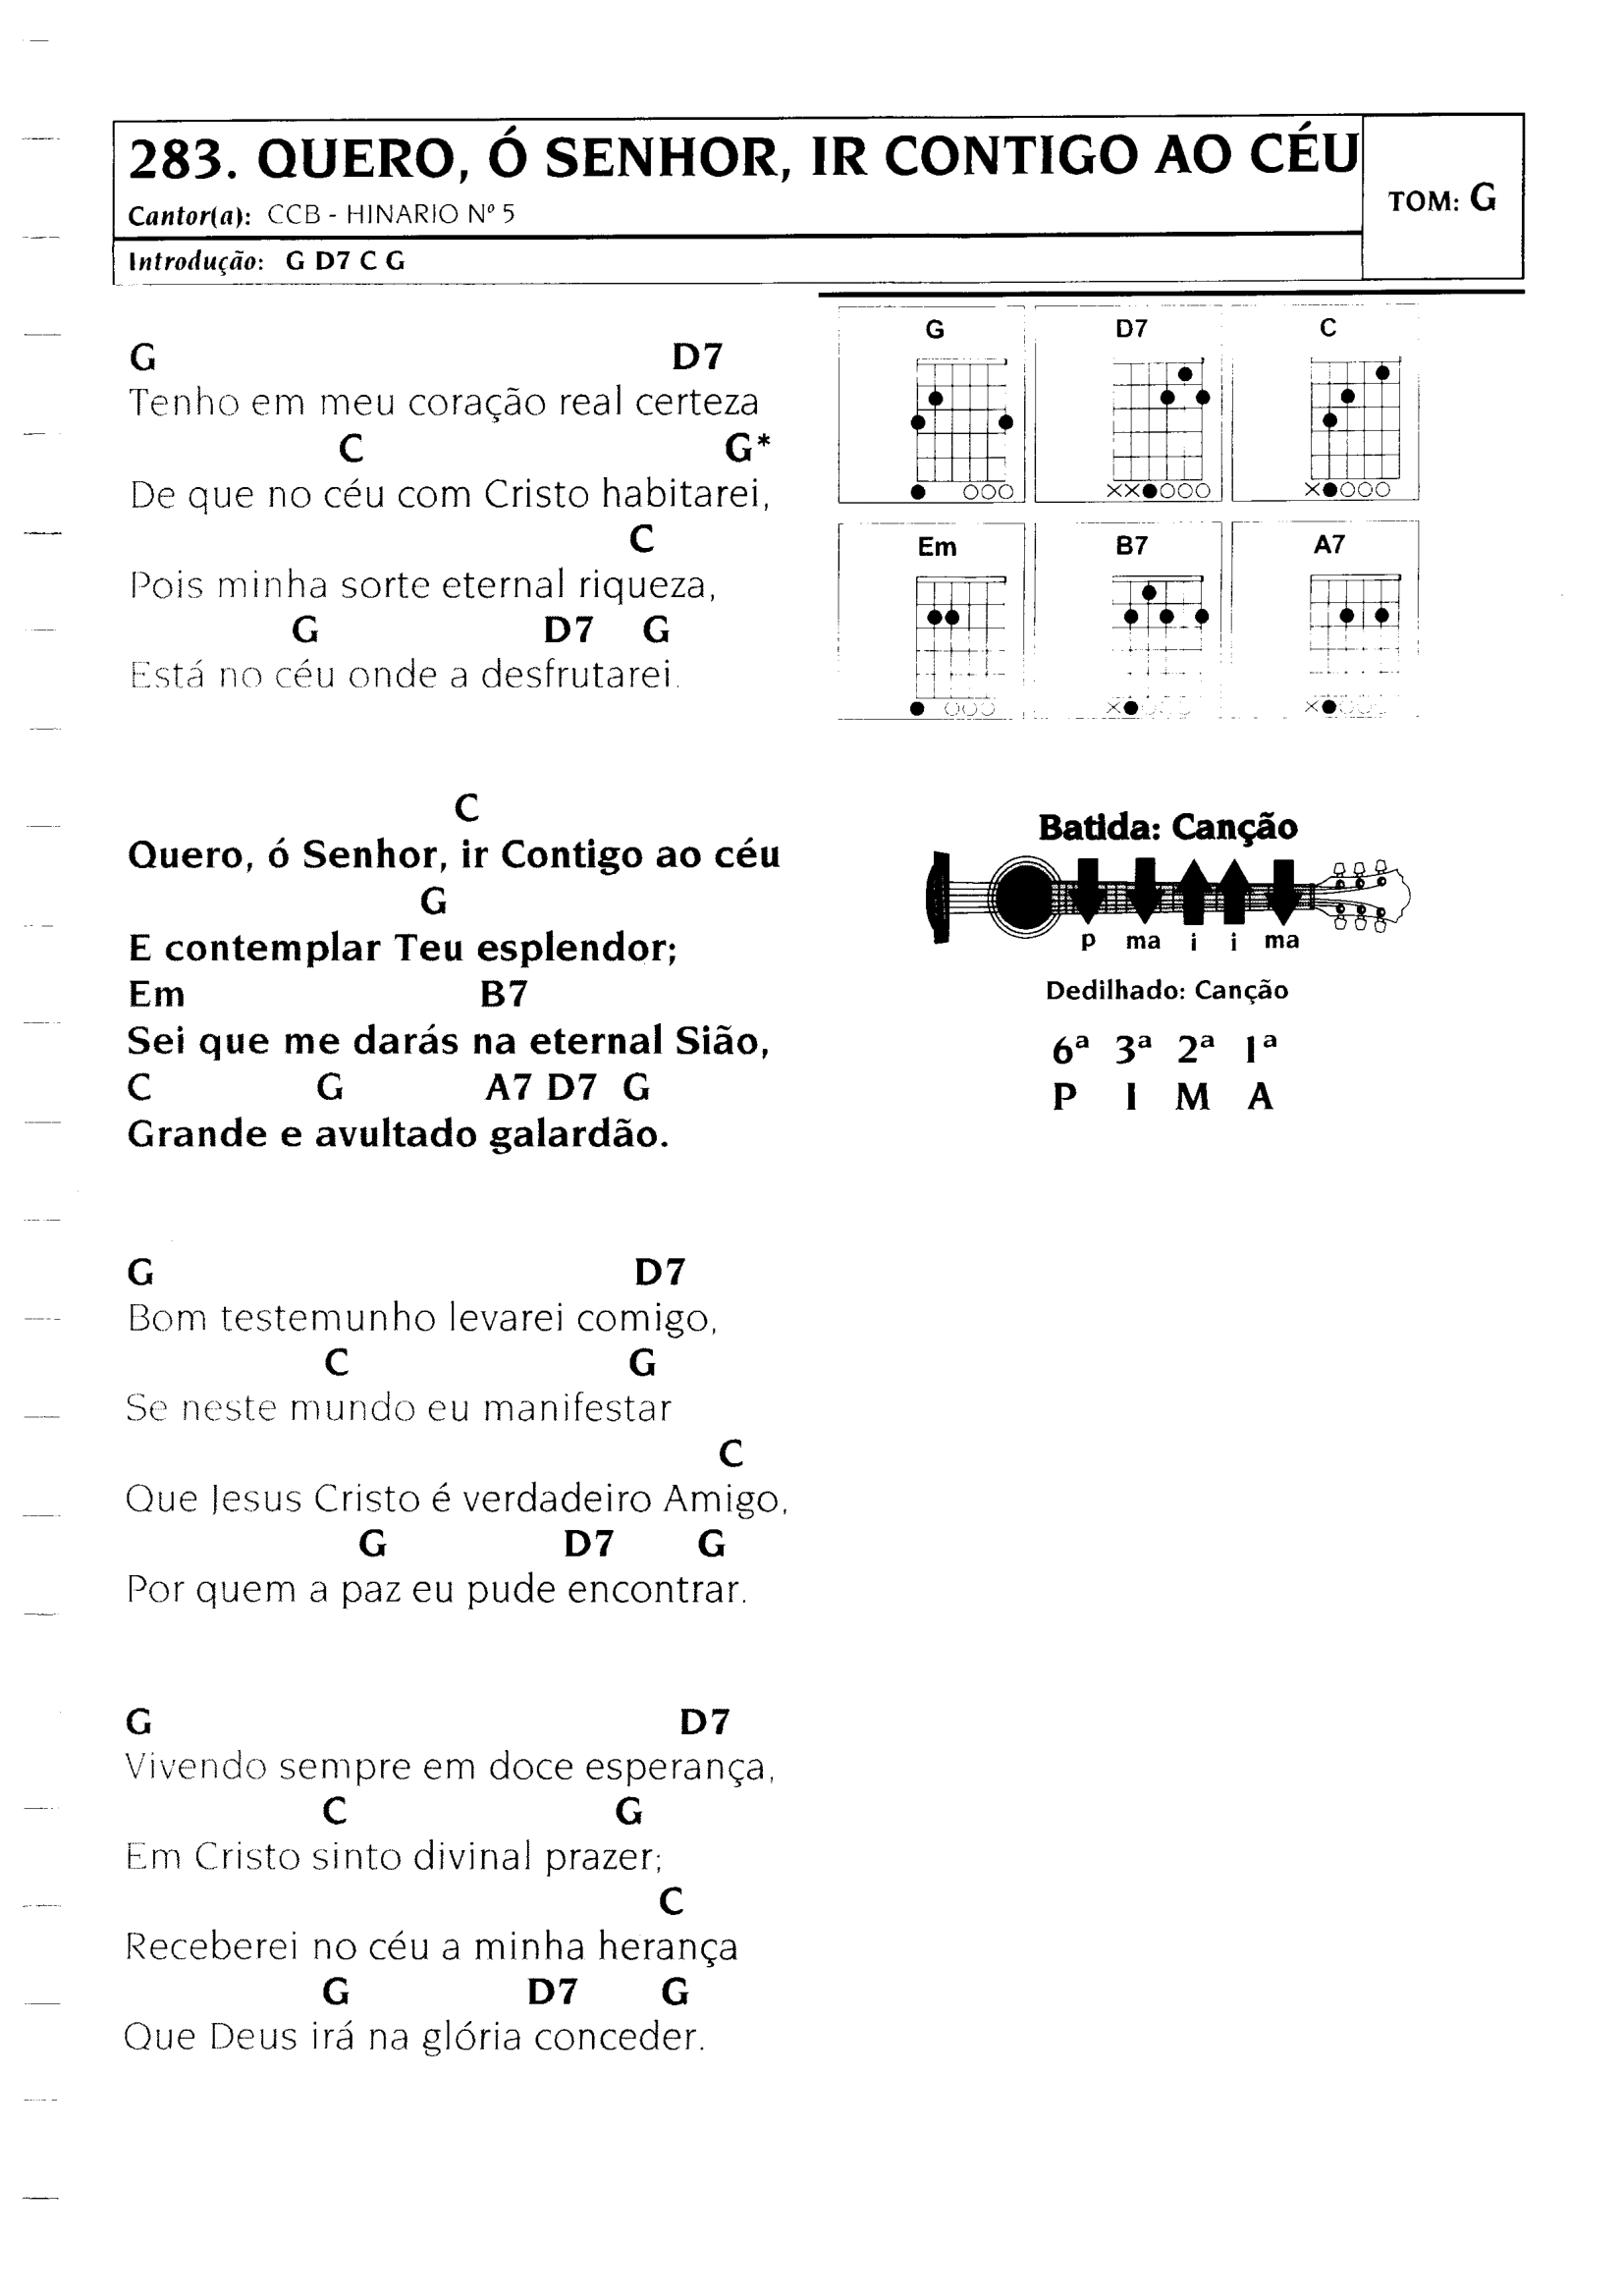 283. QUERO, Ó SENHOR, IR CONTIGO AO CÉU
Cantor(a): CCB - HINARIO Nº 5
TOM: G
Introdução: G D7 C G
G D7
Tenho em meu coração real certeza
C G*
De que no céu com Cristo habitarei,
C
Pois minha sorte eternal riqueza,
G D7 G
Está no céu onde a desfrutarei.
C
Quero, ó Senhor, ir Contigo ao céu
G
E contemplar Teu esplendor;
Em B7
Sei que me darás na eternal Sião,
C G A7 D7 G
Grande e avultado galardão.
G D7
Bom testemunho levarei comigo,
C G
Se neste mundo eu manifestar
C
Que Jesus Cristo é verdadeiro Amigo,
G D7 G
Por quem a paz eu pude encontrar.
G D7
Vivendo sempre em doce esperança,
C G
Em Cristo sinto divinal prazer;
C
Receberei no céu a minha herança
G D7 G
Que Deus irá na glória conceder.
G D7 C
Em B7 A7
Batida: Canção
p ma i i ma
Dedilhado: Canção
6ª 3ª 2ª 1ª
P I M A